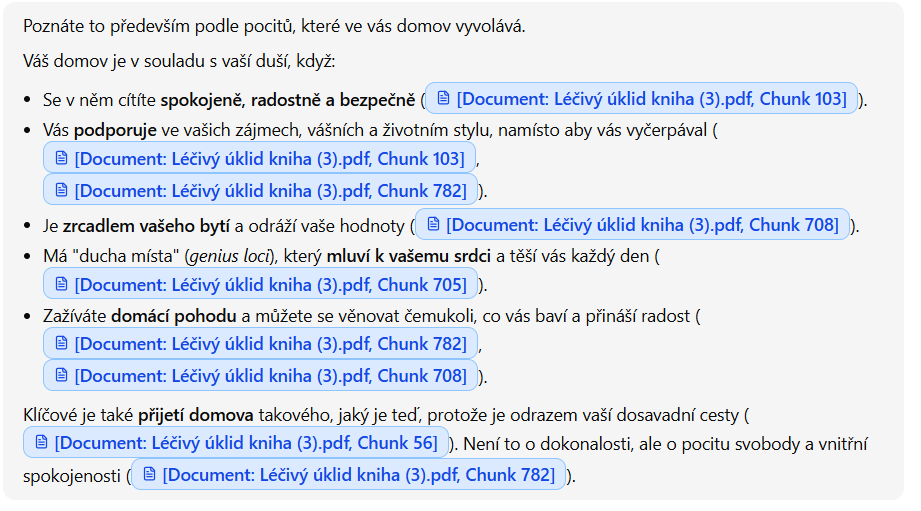 Poznáte to především podle pocitů, které ve vás domov vyvolává.
Váš domov je v souladu s vaší duší, když:
• Se v něm cítíte spokojeně, radostně a bezpečně ( [Document: Léčivý úklid kniha (3).pdf, Chunk 103] ).
• Vás podporuje ve vašich zájmech, vášních a životním stylu, namísto aby vás vyčerpával (
[Document: Léčivý úklid kniha (3).pdf, Chunk 103] ,
[Document: Léčivý úklid kniha (3).pdf, Chunk 782] ).
• Je zrcadlem vašeho bytí a odráží vaše hodnoty ( [Document: Léčivý úklid kniha (3).pdf, Chunk 708] ).
• Má "ducha místa" (genius loci), který mluví k vašemu srdci a těší vás každý den (
[Document: Léčivý úklid kniha (3).pdf, Chunk 705] ).
• Zažíváte domácí pohodu a můžete se věnovat čemukoli, co vás baví a přináší radost (
[Document: Léčivý úklid kniha (3).pdf, Chunk 782] ,
[Document: Léčivý úklid kniha (3).pdf, Chunk 708] ).
Klíčové je také přijetí domova takového, jaký je teď, protože je odrazem vaší dosavadní cesty (
[Document: Léčivý úklid kniha (3).pdf, Chunk 56] ). Není to o dokonalosti, ale o pocitu svobody a vnitřní
spokojenosti ( [Document: Léčivý úklid kniha (3).pdf, Chunk 782] ).